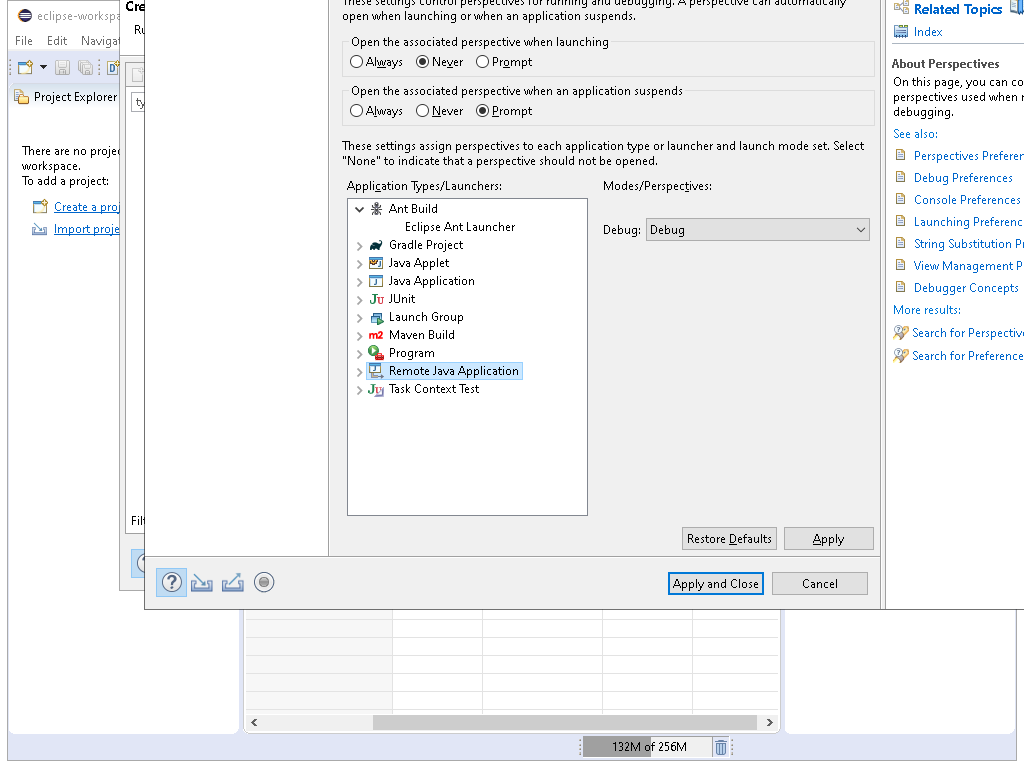 eclipse-workspa
File Edit Navigat
Project Explorer
There are no projec
workspace.
To add a project:
Create a proj
Import proje
Cre
Ru
ty
Filt
These settings control perspectives for running and debugging. A perspective can automatically
open when launching or when an application suspends.
Open the associated perspective when launching
Always Never Prompt
Open the associated perspective when an application suspends
Always Never Prompt
These settings assign perspectives to each application type or launcher and launch mode set. Select
"None" to indicate that a perspective should not be opened.
Application Types/Launchers:
Modes/Perspectives:
Ant Build
Eclipse Ant Launcher
Gradle Project
Java Applet
Java Application
JUnit
Launch Group
Maven Build
Program
Remote Java Application
Task Context Test
Debug: Debug
Restore Defaults Apply
Apply and Close Cancel
Related Topics
Index
About Perspectives
On this page, you can co
perspectives used when r
debugging.
See also:
Perspectives Preferen
Debug Preferences
Console Preferences
Launching Preferenc
String Substitution P
View Management P
Debugger Concepts
More results:
Search for Perspective
Search for Preference
132M of 256M